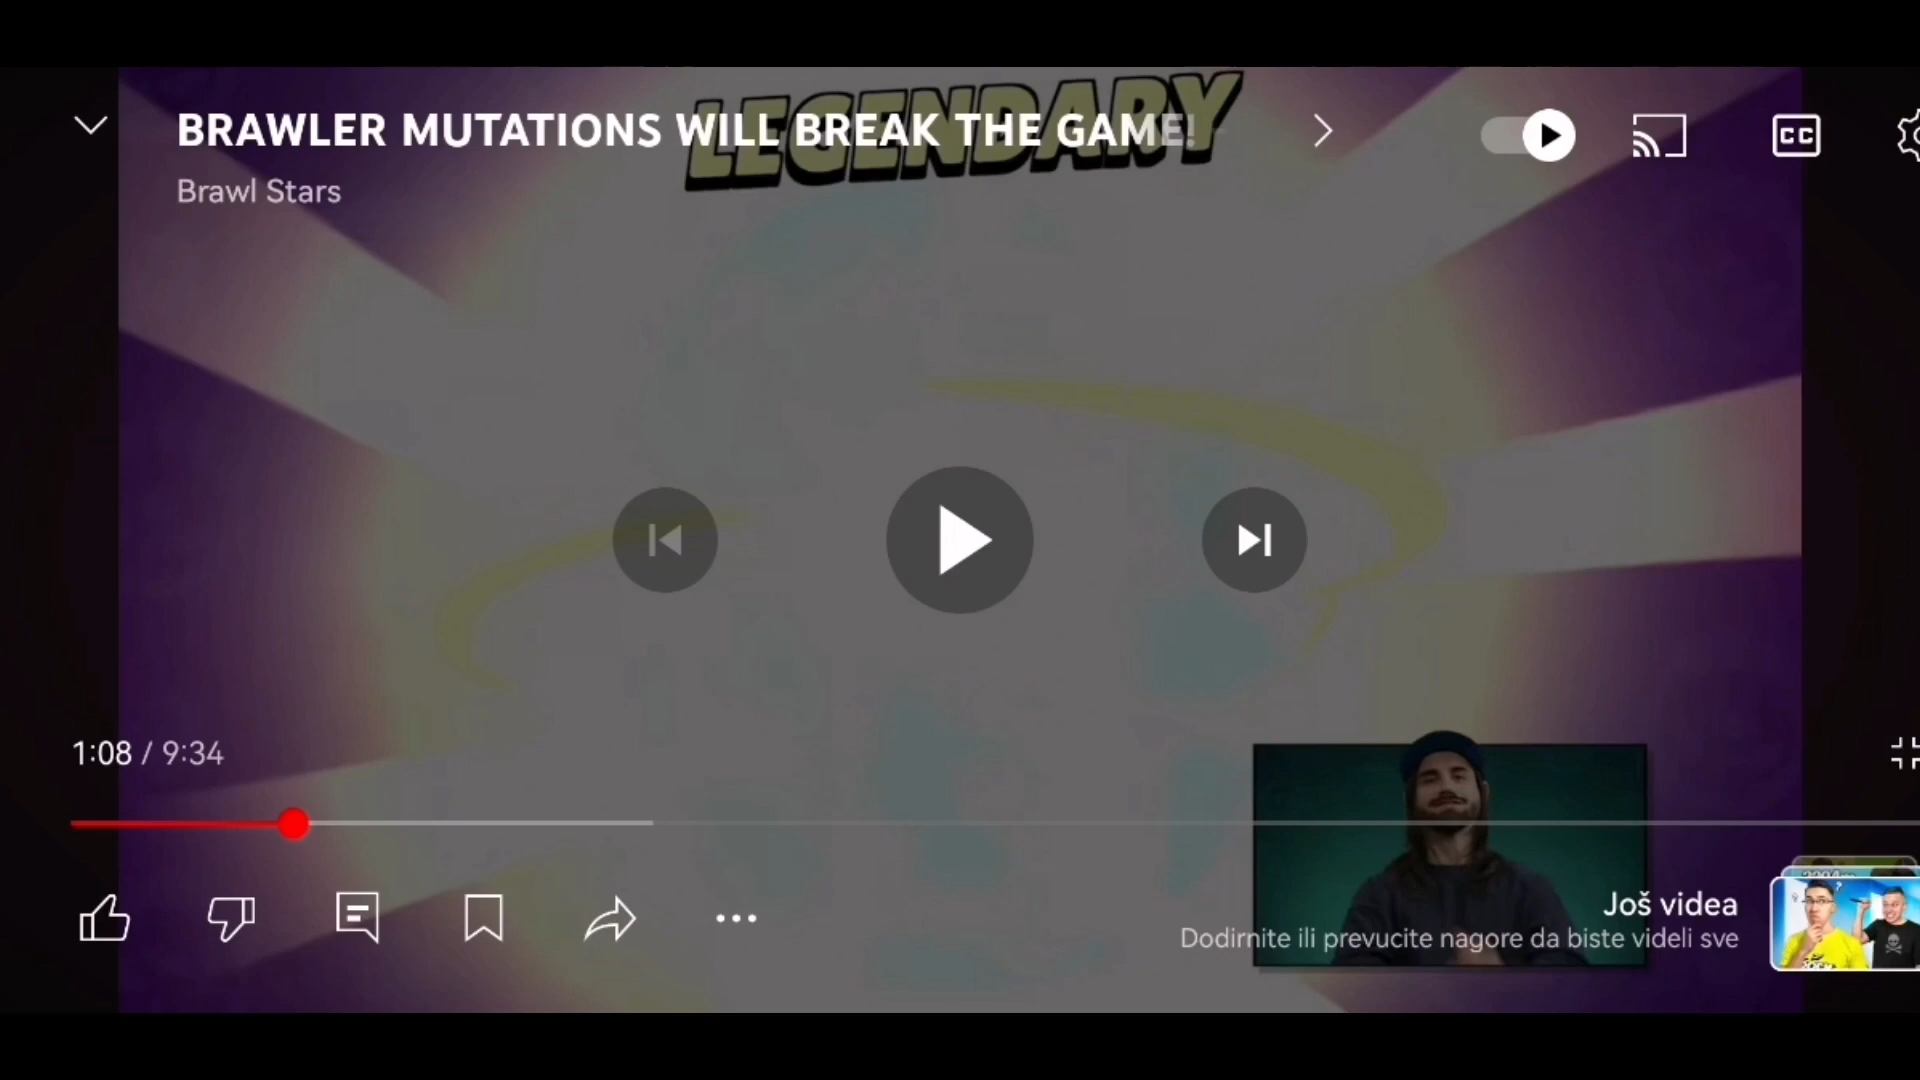 LEGENDARY
BRAWLER MUTATIONS WILL BREAK THE GAME!
CC
Brawl Stars
1:08 / 9:34
Još videa
Dodirnite ili prevucite nagore da biste videli sve